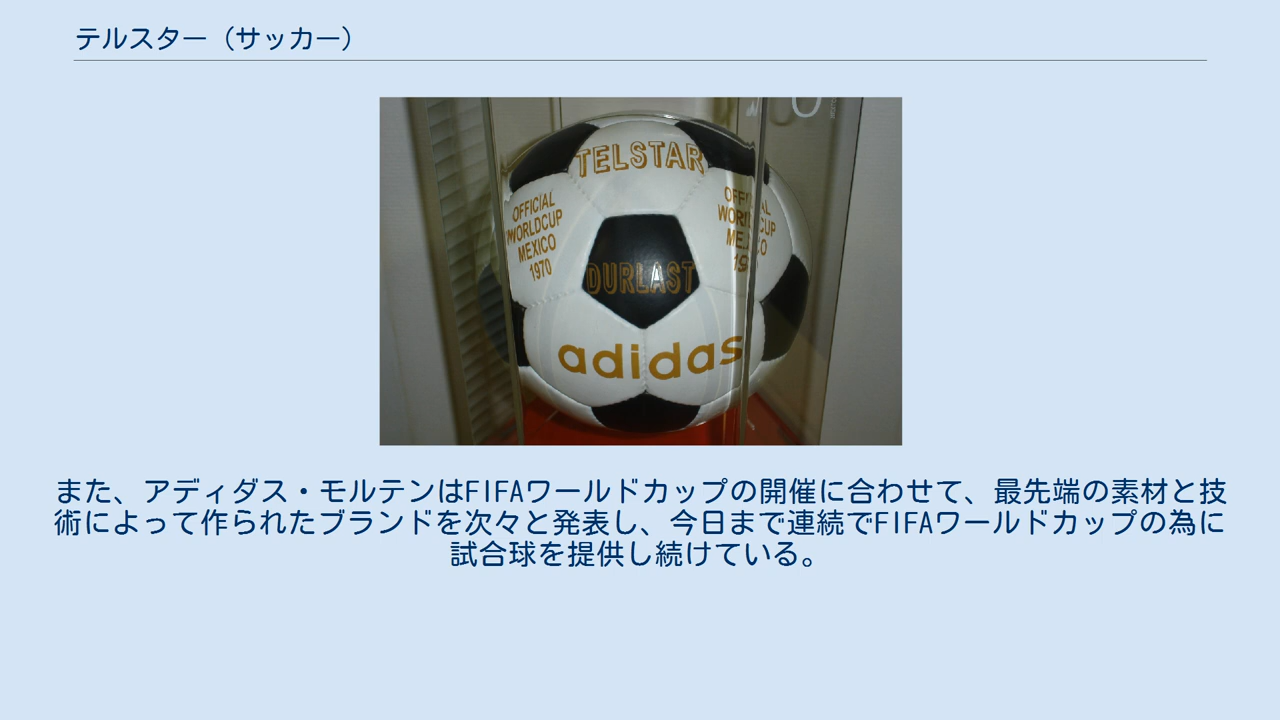 テルスター（サッカー）
TELSTAR
OFFICIAL
WORLDCUP
MEXICO
1970
OFFICIAL
WORLDCUP
MEXICO
DURLAST
adidas
また、アディダス・モルテンはFIFAワールドカップの開催に合わせて、最先端の素材と技
術によって作られたブランドを次々と発表し、今日まで連続でFIFAワールドカップの為に
試合球を提供し続けている。